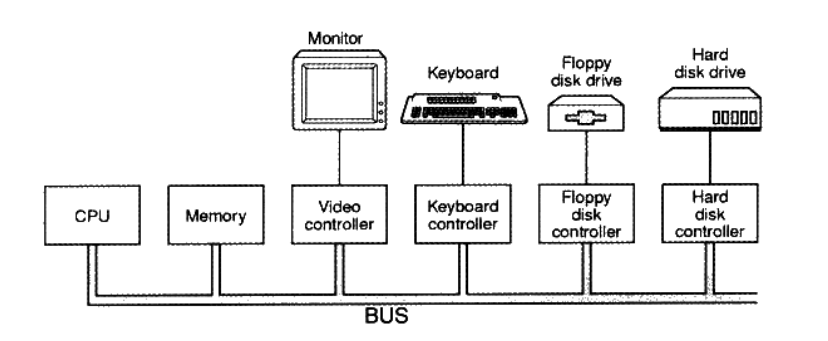 Monitor
Keyboard
Floppy
disk drive
Hard
disk drive
CPU
Memory
Video
controller
Keyboard
controller
Floppy
disk
controller
Hard
disk
controller
BUS